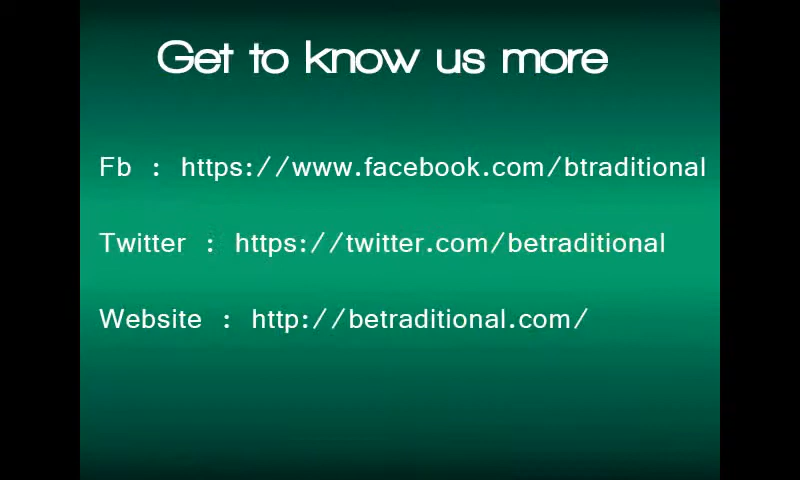 Get to know us more
Fb : https://www.facebook.com/btraditional
Twitter : https://twitter.com/betraditional
Website : http://betraditional.com/